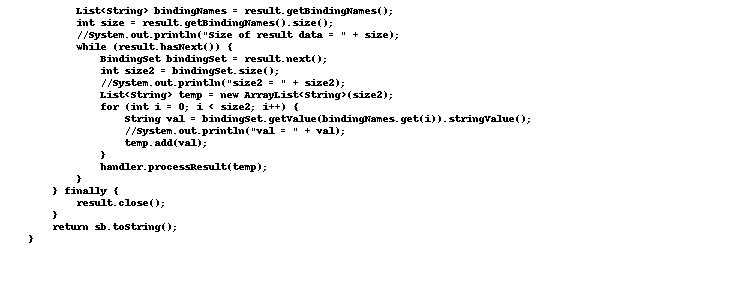 List<String> bindingNames = result.getBindingNames();
int size = result.getBindingNames().size();
//System.out.println("Size of result data = " + size);
while (result.hasNext()) {
BindingSet bindingSet = result.next();
int size2 = bindingSet.size();
//System.out.println("size2 = " + size2);
List<String> temp = new ArrayList<String>(size2);
for (int i = 0; i < size2; i++) {
String val = bindingSet.getValue(bindingNames.get(i)).stringValue();
//System.out.println("val = " + val);
temp.add(val);
}
handler.processResult(temp);
}
} finally {
result.close();
}
return sb.toString();
}